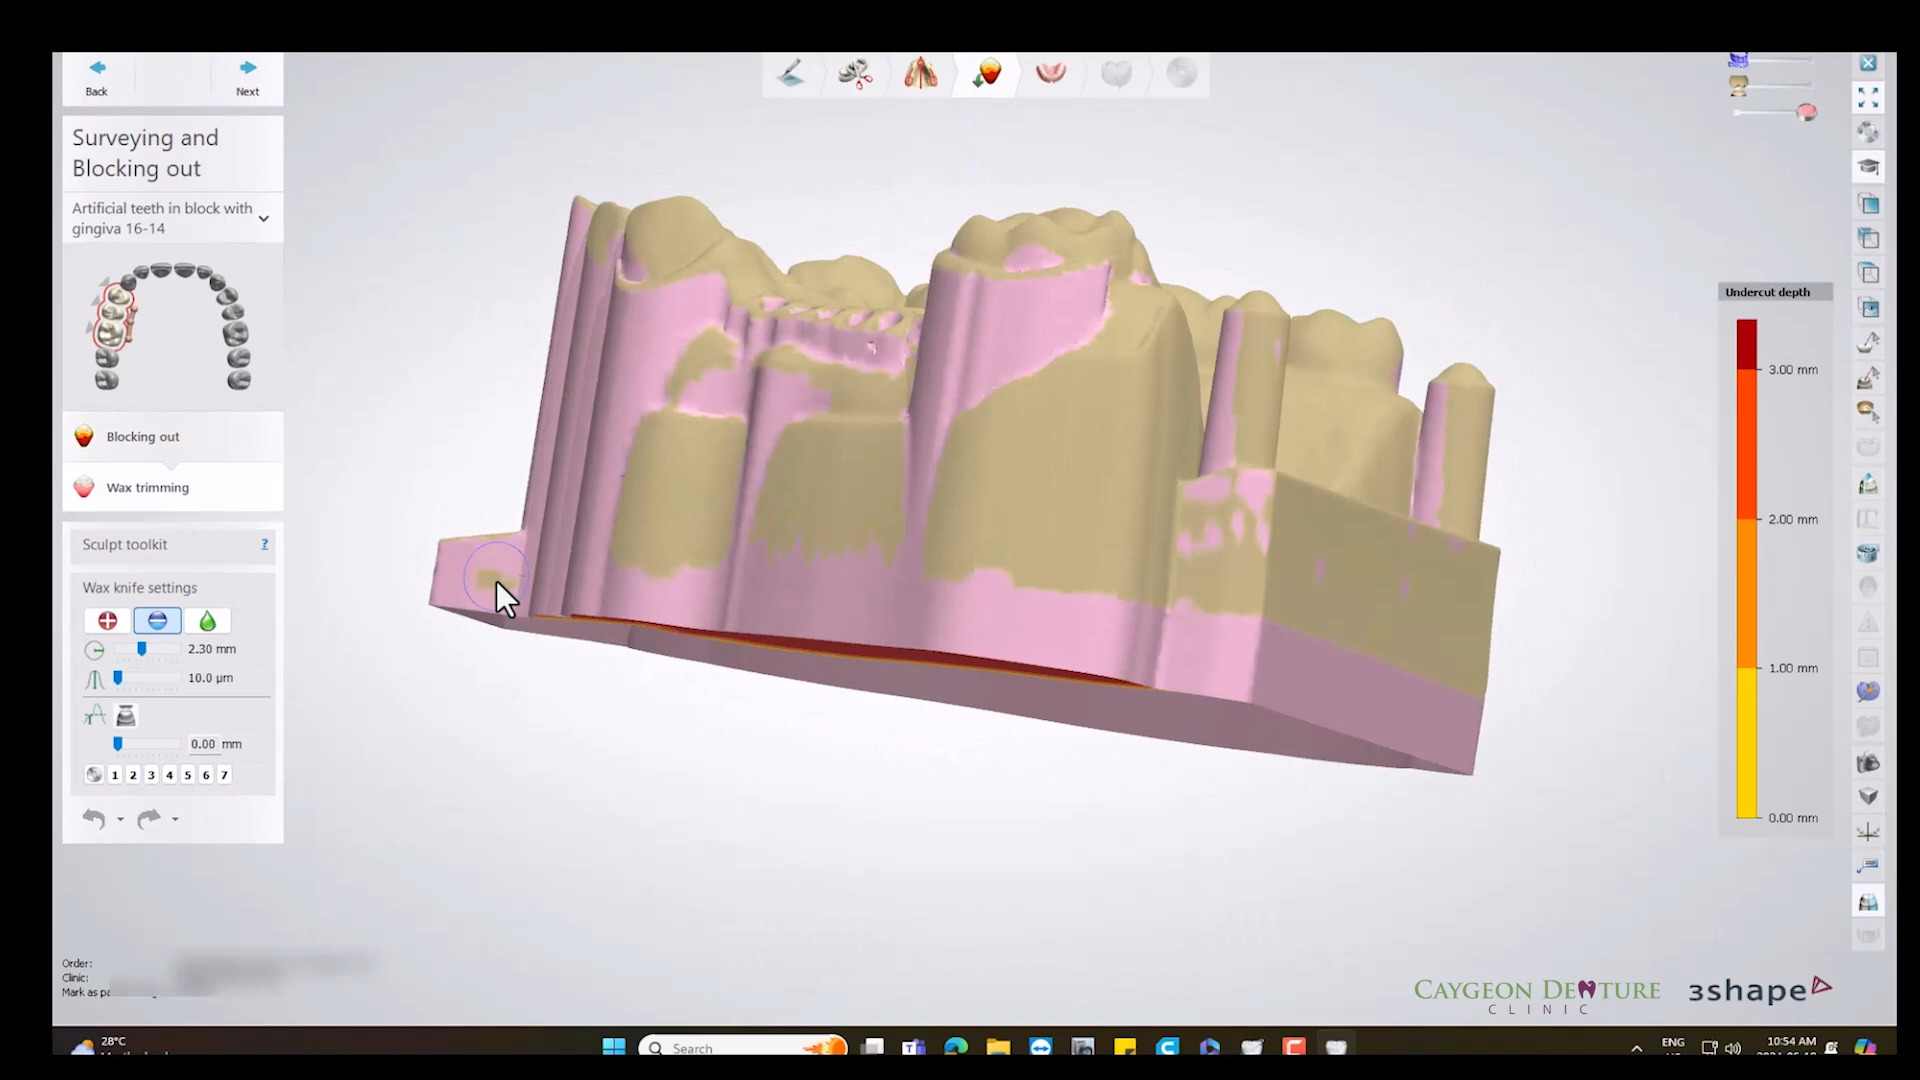 Back
Next
Surveying and
Blocking out
Artificial teeth in block with
gingiva 16-14
Blocking out
Wax trimming
Sculpt toolkit
?
Wax knife settings
2.30 mm
10.0 µm
0.00 mm
1 2 3 4 5 6 7
Undercut depth
3.00 mm
2.00 mm
1.00 mm
0.00 mm
Order:
Clinic:
Mark as
CAYGEON DENTURE
CLINIC
3shape
28°C
Search
ENG
10:54 AM